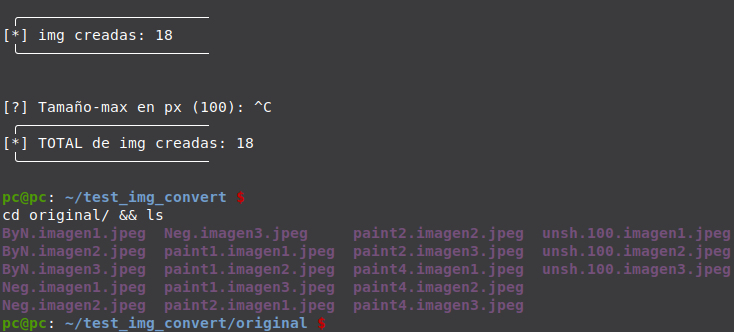 [*] img creadas: 18
[?] Tamaño-max en px (100): ^C
[*] TOTAL de img creadas: 18
pc@pc: ~/test_img_convert $
cd original/ && ls
ByN.imagen1.jpeg  Neg.imagen3.jpeg     paint2.imagen2.jpeg  unsh.100.imagen1.jpeg
ByN.imagen2.jpeg  paint1.imagen1.jpeg  paint2.imagen3.jpeg  unsh.100.imagen2.jpeg
ByN.imagen3.jpeg  paint1.imagen2.jpeg  paint4.imagen1.jpeg  unsh.100.imagen3.jpeg
Neg.imagen1.jpeg  paint1.imagen3.jpeg  paint4.imagen2.jpeg
Neg.imagen2.jpeg  paint2.imagen1.jpeg  paint4.imagen3.jpeg
pc@pc: ~/test_img_convert/original $